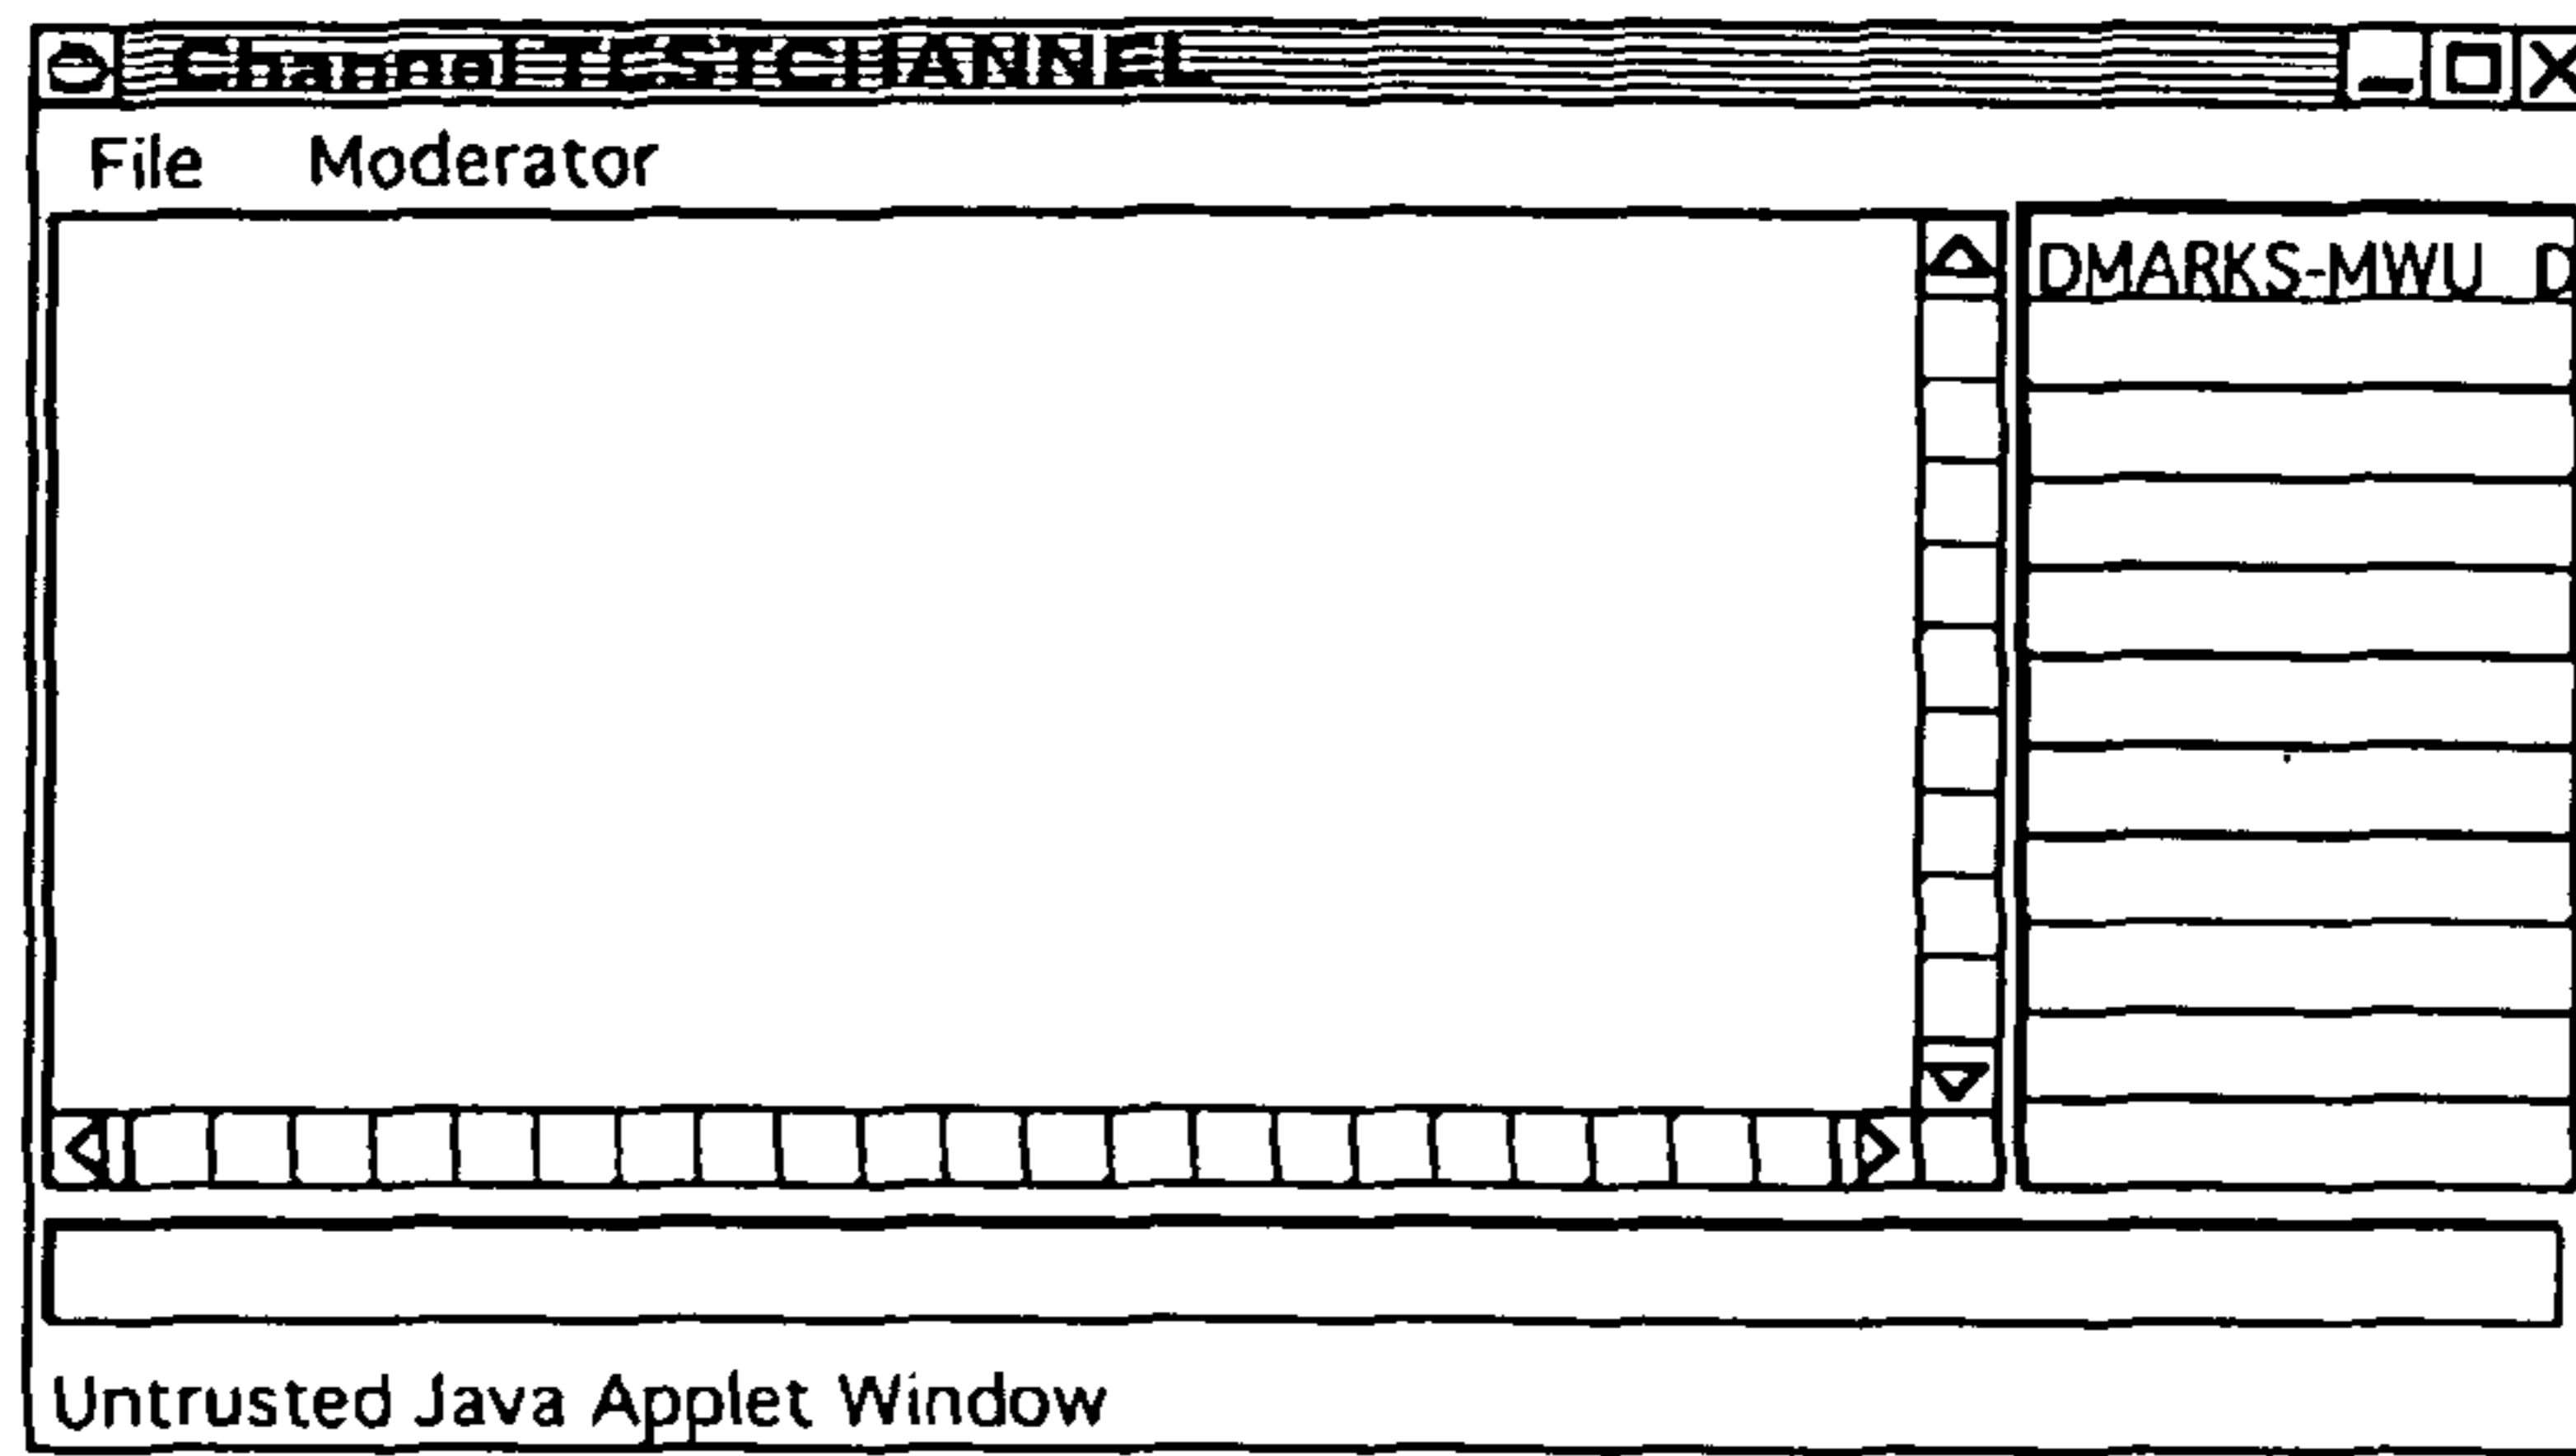 Channel TESTCHANNEL
File Moderator
DMARKS-MWU D
Untrusted Java Applet Window